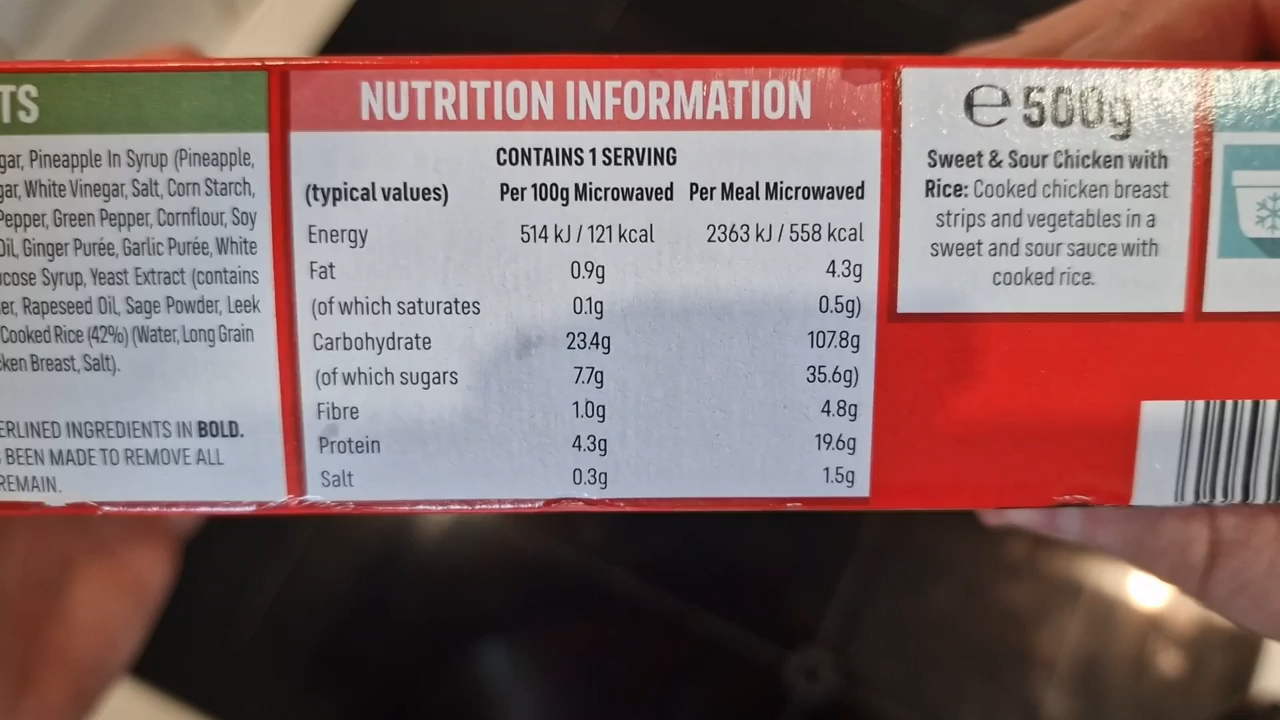 TS
gar, Pineapple In Syrup (Pineapple,
gar, White Vinegar, Salt, Corn Starch,
Pepper, Green Pepper, Cornflour, Soy
Oil, Ginger Purée, Garlic Purée, White
ucose Syrup, Yeast Extract (contains
er, Rapeseed Oil, Sage Powder, Leek
Cooked Rice (42%) (Water, Long Grain
cken Breast, Salt).
ERLINED INGREDIENTS IN BOLD.
BEEN MADE TO REMOVE ALL
REMAIN.
NUTRITION INFORMATION
CONTAINS 1 SERVING
(typical values) Per 100g Microwaved Per Meal Microwaved
Energy 514 kJ / 121 kcal 2363 kJ / 558 kcal
Fat 0.9g 4.3g
(of which saturates 0.1g 0.5g)
Carbohydrate 23.4g 107.8g
(of which sugars 7.7g 35.6g)
Fibre 1.0g 4.8g
Protein 4.3g 19.6g
Salt 0.3g 1.5g
℮ 500g
Sweet & Sour Chicken with
Rice: Cooked chicken breast
strips and vegetables in a
sweet and sour sauce with
cooked rice.